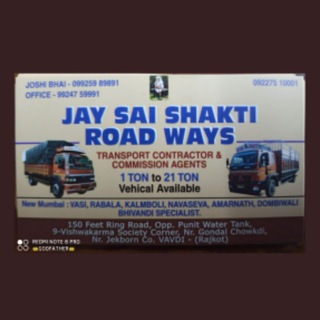 JOSHI BHAI - 099259 89891
092275 10001
OFFICE - 99247 59991
JAY SAI SHAKTI
ROAD WAYS
TRANSPORT CONTRACTOR &
COMMISSION AGENTS
1 TON to 21 TON
Vehical Available
New Mumbai : VASI, RABALA, KALMBOLI, NAVASEVA, AMARNATH, DOMBIWALI
BHIVANDI SPECIALIST.
150 Feet Ring Road, Opp. Punit Water Tank,
9-Vishwakarma Society Corner, Nr. Gondal Chowkdi,
Nr. Jekborn Co. VAVDI - (Rajkot)
REDMI NOTE 8 PRO
GODFATHER